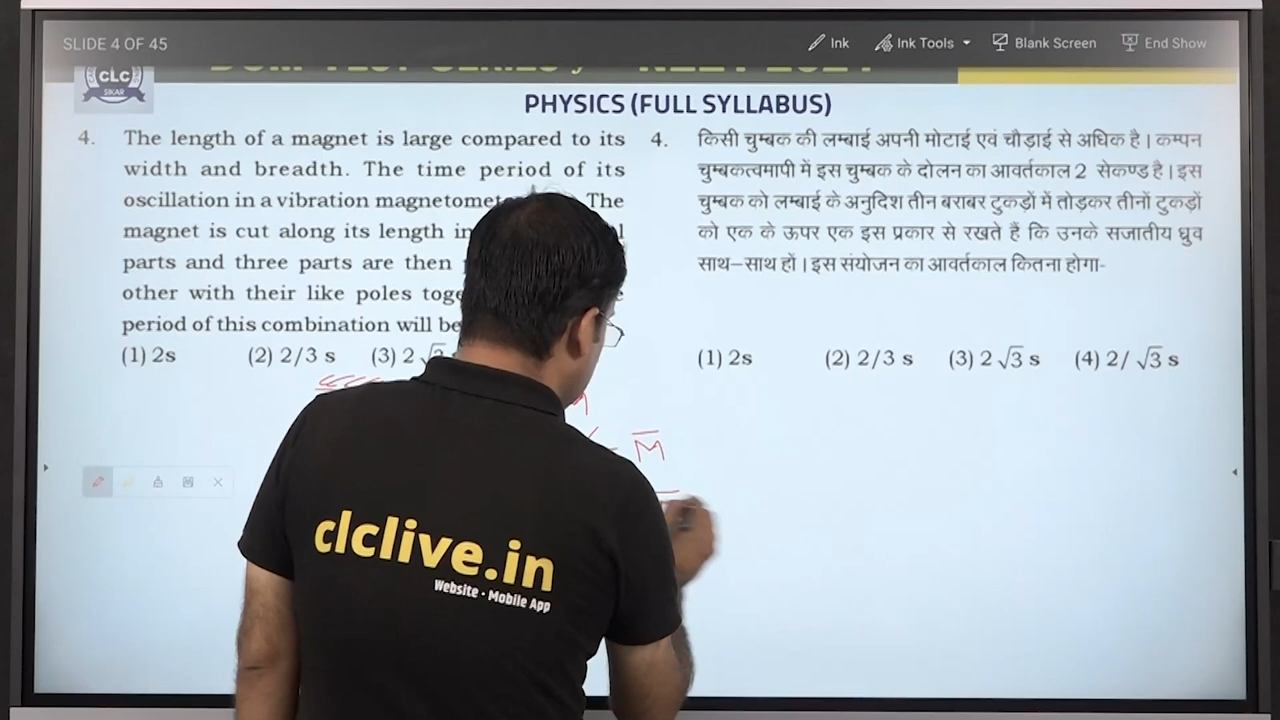 SLIDE 4 OF 45
Ink
Ink Tools
Blank Screen
End Show
CLC
SIKAR
PHYSICS (FULL SYLLABUS)
4. The length of a magnet is large compared to its
width and breadth. The time period of its
oscillation in a vibration The
magnet is cut along its length
parts and three parts are then
other with their like poles
period of this combination will be
(1) 2s (2) 2/3 s (3) 2
4. किसी चुम्बक की लम्बाई अपनी मोटाई एवं चौड़ाई से अधिक है। कम्पन
चुम्बकत्वमापी में इस चुम्बक के दोलन का आवर्तकाल 2 सेकण्ड है। इस
चुम्बक को लम्बाई के अनुदिश तीन बराबर टुकड़ों में तोड़कर तीनों टुकड़ों
को एक के ऊपर एक इस प्रकार से रखते हैं कि उनके सजातीय ध्रुव
साथ–साथ हों। इस संयोजन का आवर्तकाल कितना होगा-
(1) 2s (2) 2/3 s (3) 2 √3 s (4) 2/ √3 s
M
clclive.in
Website • Mobile App